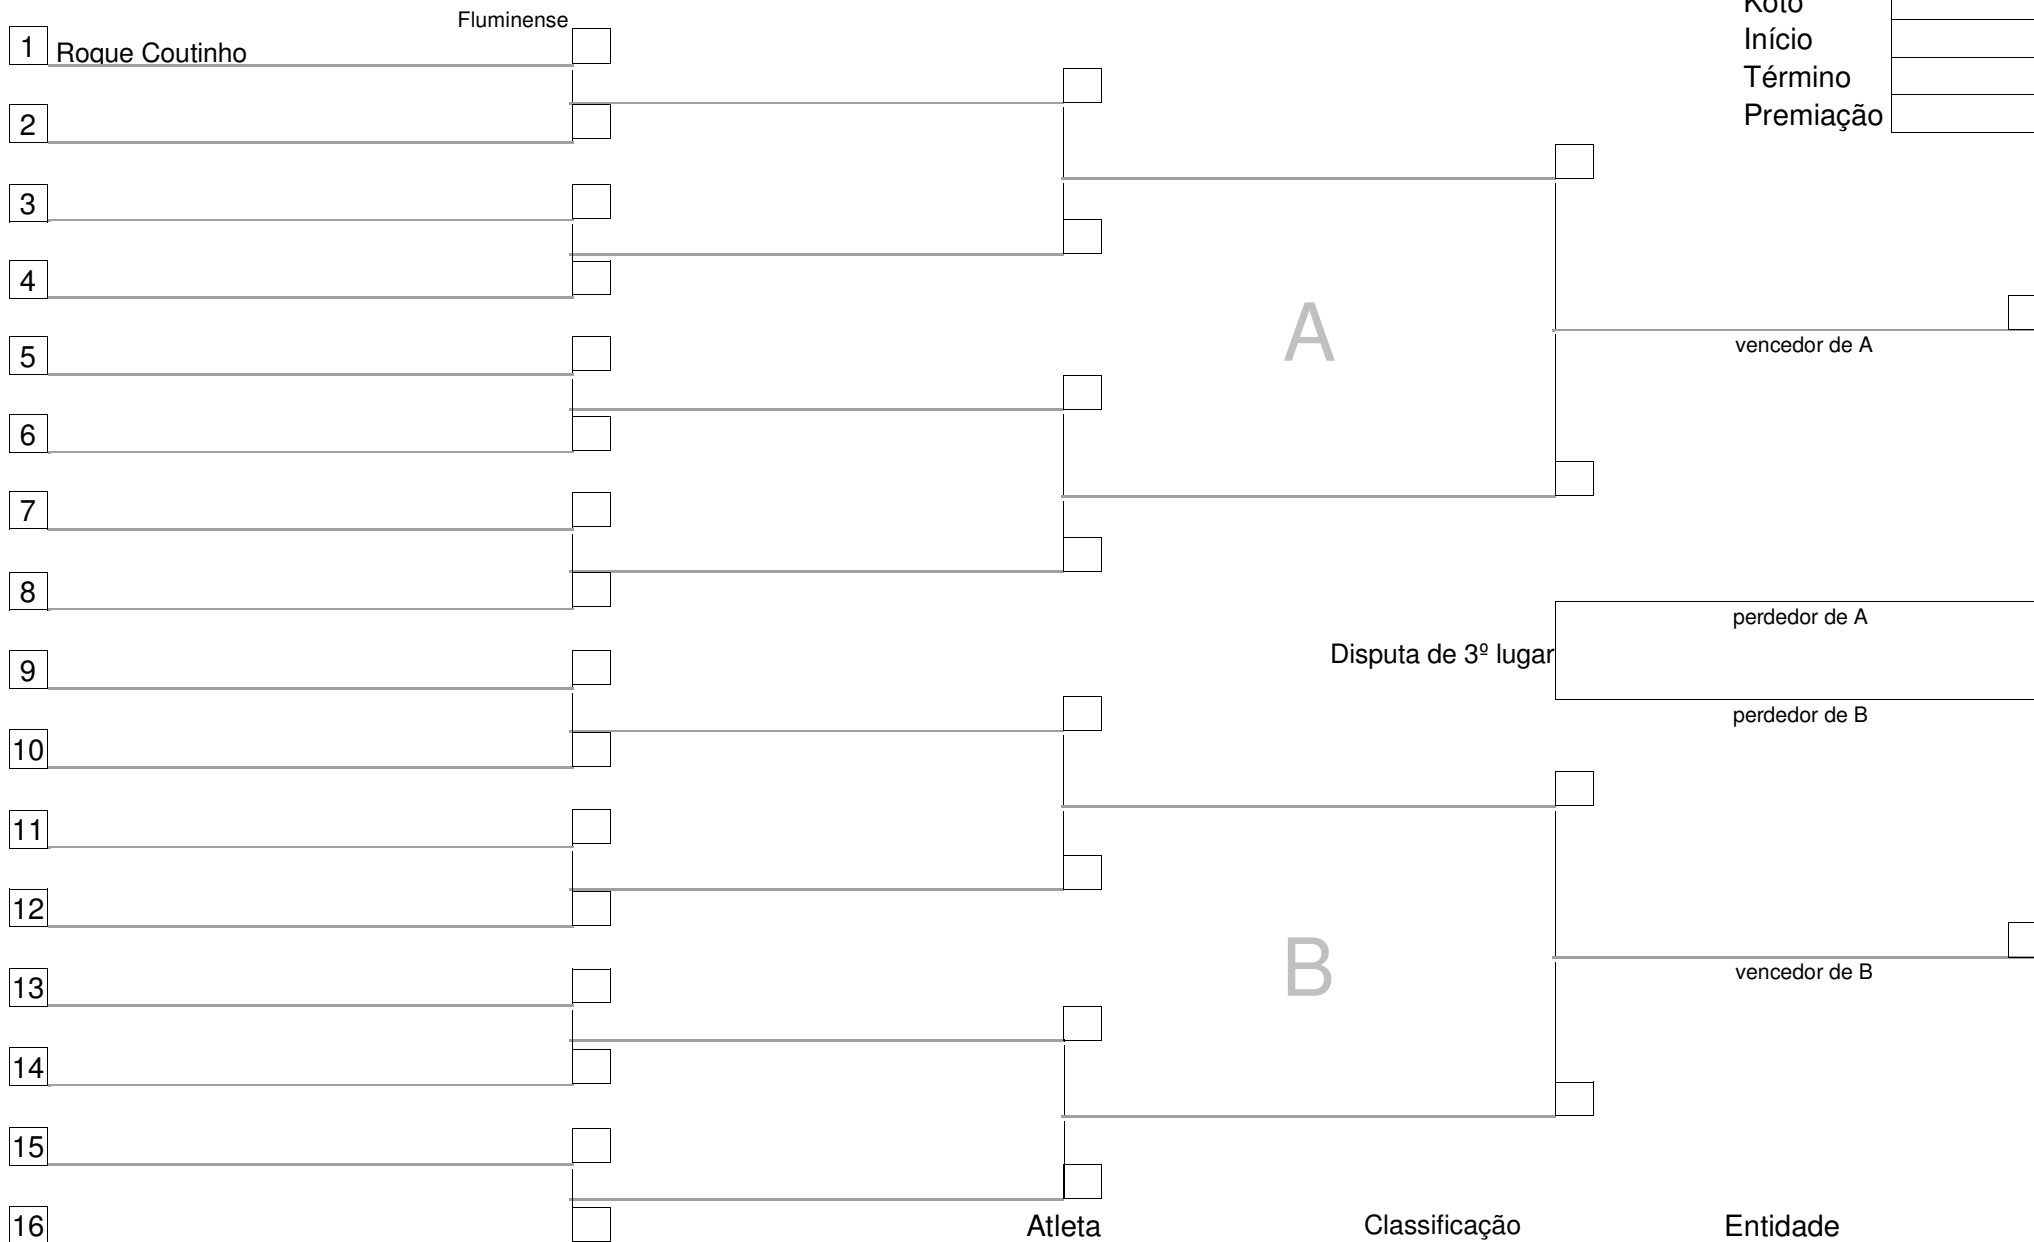 Fluminense
Koto
1 Roque Coutinho
Início
Término
2
Premiação
3
4
A
5
vencedor de A
6
7
8
perdedor de A
9
Disputa de 3º lugar
perdedor de B
10
11
12
B
13
vencedor de B
14
15
16
Atleta Classificação Entidade